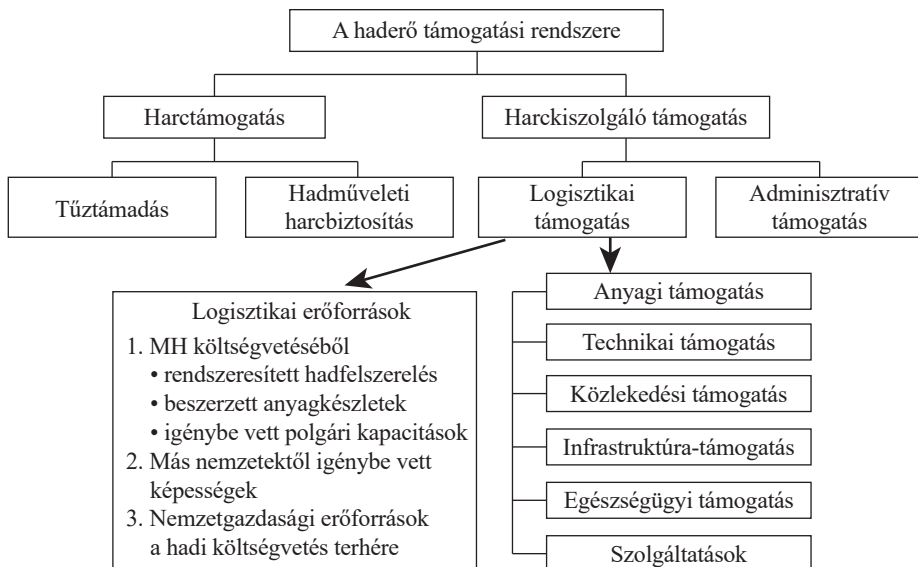 A haderő támogatási rendszere
Harctámogatás
Harckiszolgáló támogatás
Tűztámadás
Hadműveleti
harcbiztosítás
Logisztikai
támogatás
Adminisztratív
támogatás
Logisztikai erőforrások
1. MH költségvetéséből
• rendszeresített hadfelszerelés
• beszerzett anyagkészletek
• igénybe vett polgári kapacitások
2. Más nemzetektől igénybe vett
képességek
3. Nemzetgazdasági erőforrások
a hadi költségvetés terhére
Anyagi támogatás
Technikai támogatás
Közlekedési támogatás
Infrastruktúra-támogatás
Egészségügyi támogatás
Szolgáltatások